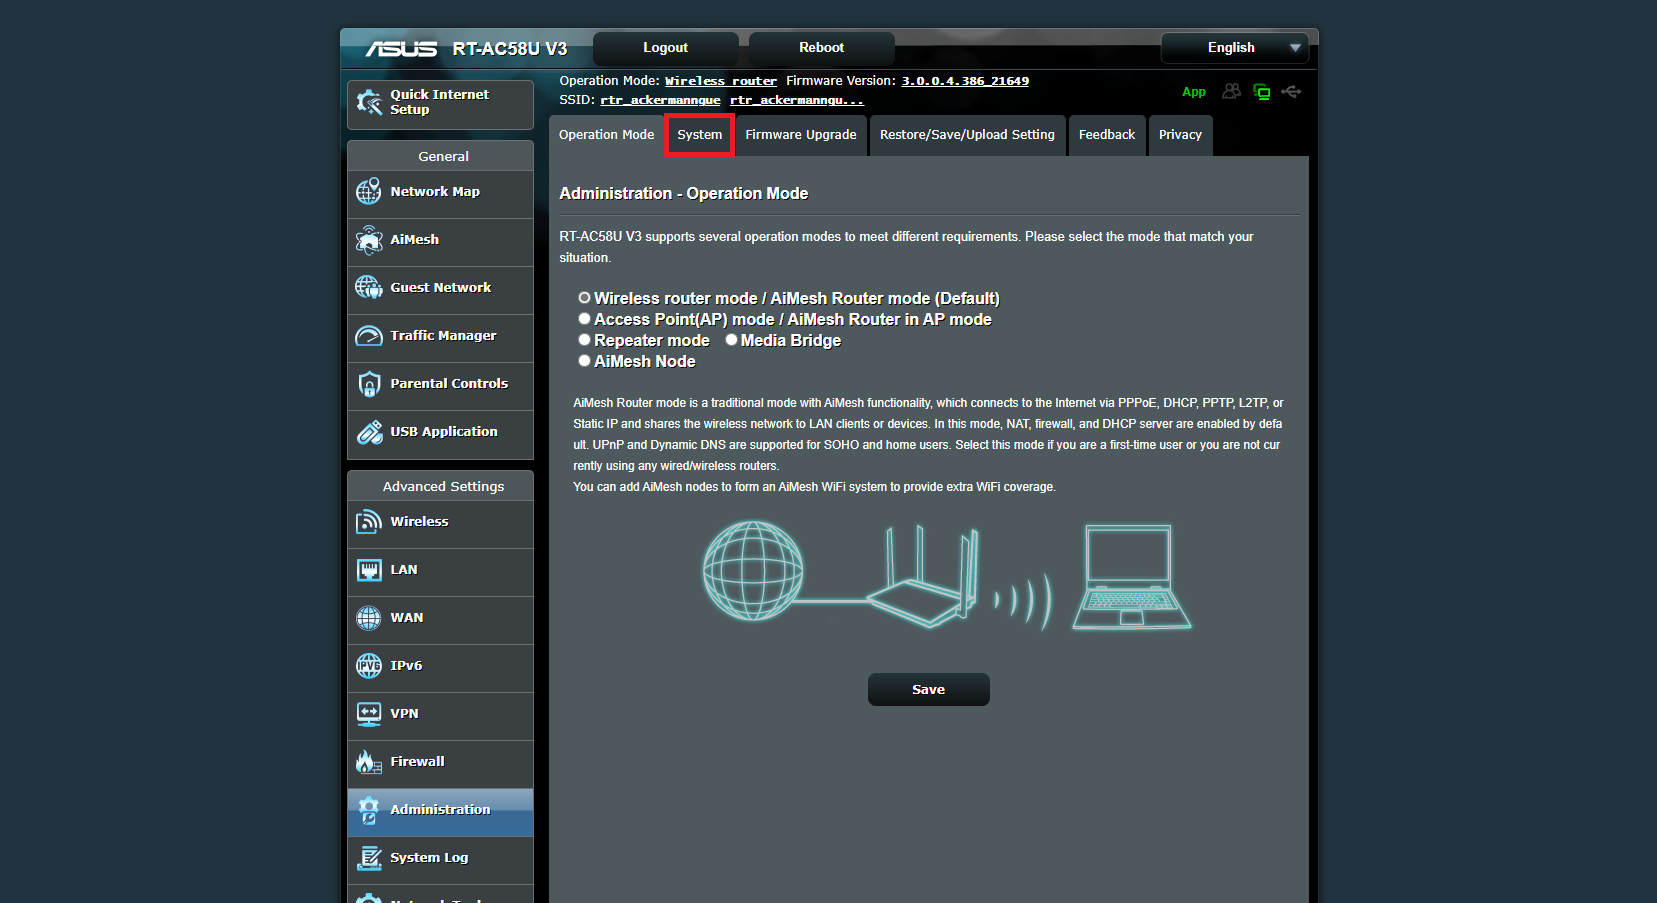 ASUS RT-AC58U V3 Logout Reboot English
Operation Mode: Wireless router Firmware Version: 3.0.0.4.386_21649
SSID: rtr_ackermanngue rtr_ackermanngu...
App
Quick Internet
Setup
General
Network Map
AiMesh
Guest Network
Traffic Manager
Parental Controls
USB Application
Advanced Settings
Wireless
LAN
WAN
IPv6
VPN
Firewall
Administration
System Log
Operation Mode System Firmware Upgrade Restore/Save/Upload Setting Feedback Privacy
Administration - Operation Mode
RT-AC58U V3 supports several operation modes to meet different requirements. Please select the mode that match your
situation.
Wireless router mode / AiMesh Router mode (Default)
Access Point(AP) mode / AiMesh Router in AP mode
Repeater mode Media Bridge
AiMesh Node
AiMesh Router mode is a traditional mode with AiMesh functionality, which connects to the Internet via PPPoE, DHCP, PPTP, L2TP, or
Static IP and shares the wireless network to LAN clients or devices. In this mode, NAT, firewall, and DHCP server are enabled by defa
ult. UPnP and Dynamic DNS are supported for SOHO and home users. Select this mode if you are a first-time user or you are not cur
rently using any wired/wireless routers.
You can add AiMesh nodes to form an AiMesh WiFi system to provide extra WiFi coverage.
Save